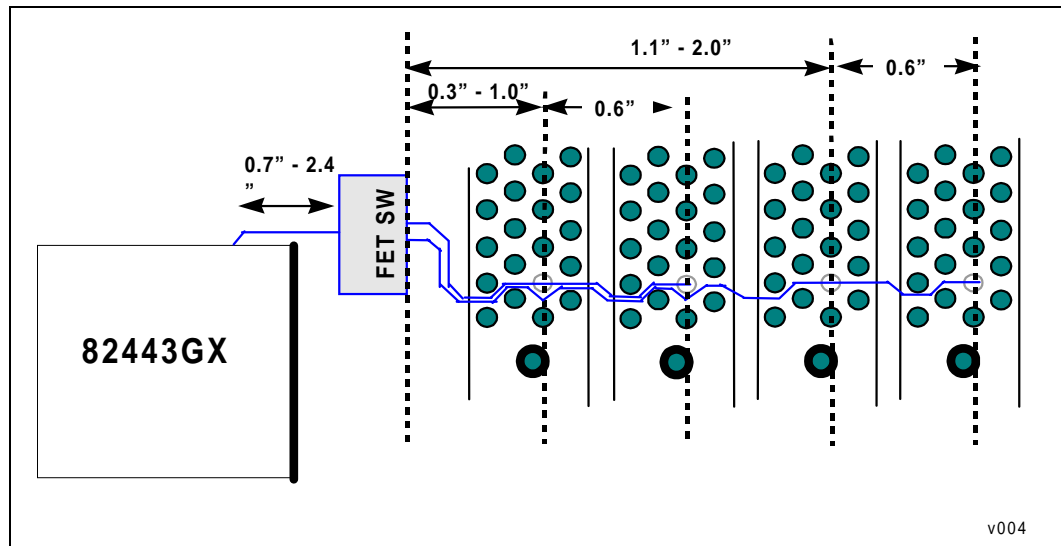 1.1” - 2.0”
0.6”
0.3” - 1.0”
0.6”
0.7” - 2.4
”
FET SW
82443GX
v004